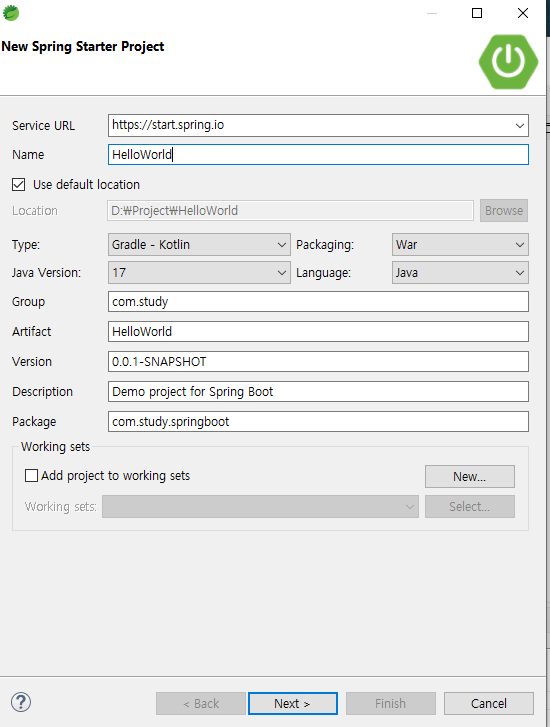 New Spring Starter Project
Service URL https://start.spring.io
Name HelloWorld
Use default location
Location D:₩Project₩HelloWorld Browse
Type: Gradle - Kotlin Packaging: War
Java Version: 17 Language: Java
Group com.study
Artifact HelloWorld
Version 0.0.1-SNAPSHOT
Description Demo project for Spring Boot
Package com.study.springboot
Working sets
Add project to working sets New...
Working sets: Select...
? < Back Next > Finish Cancel